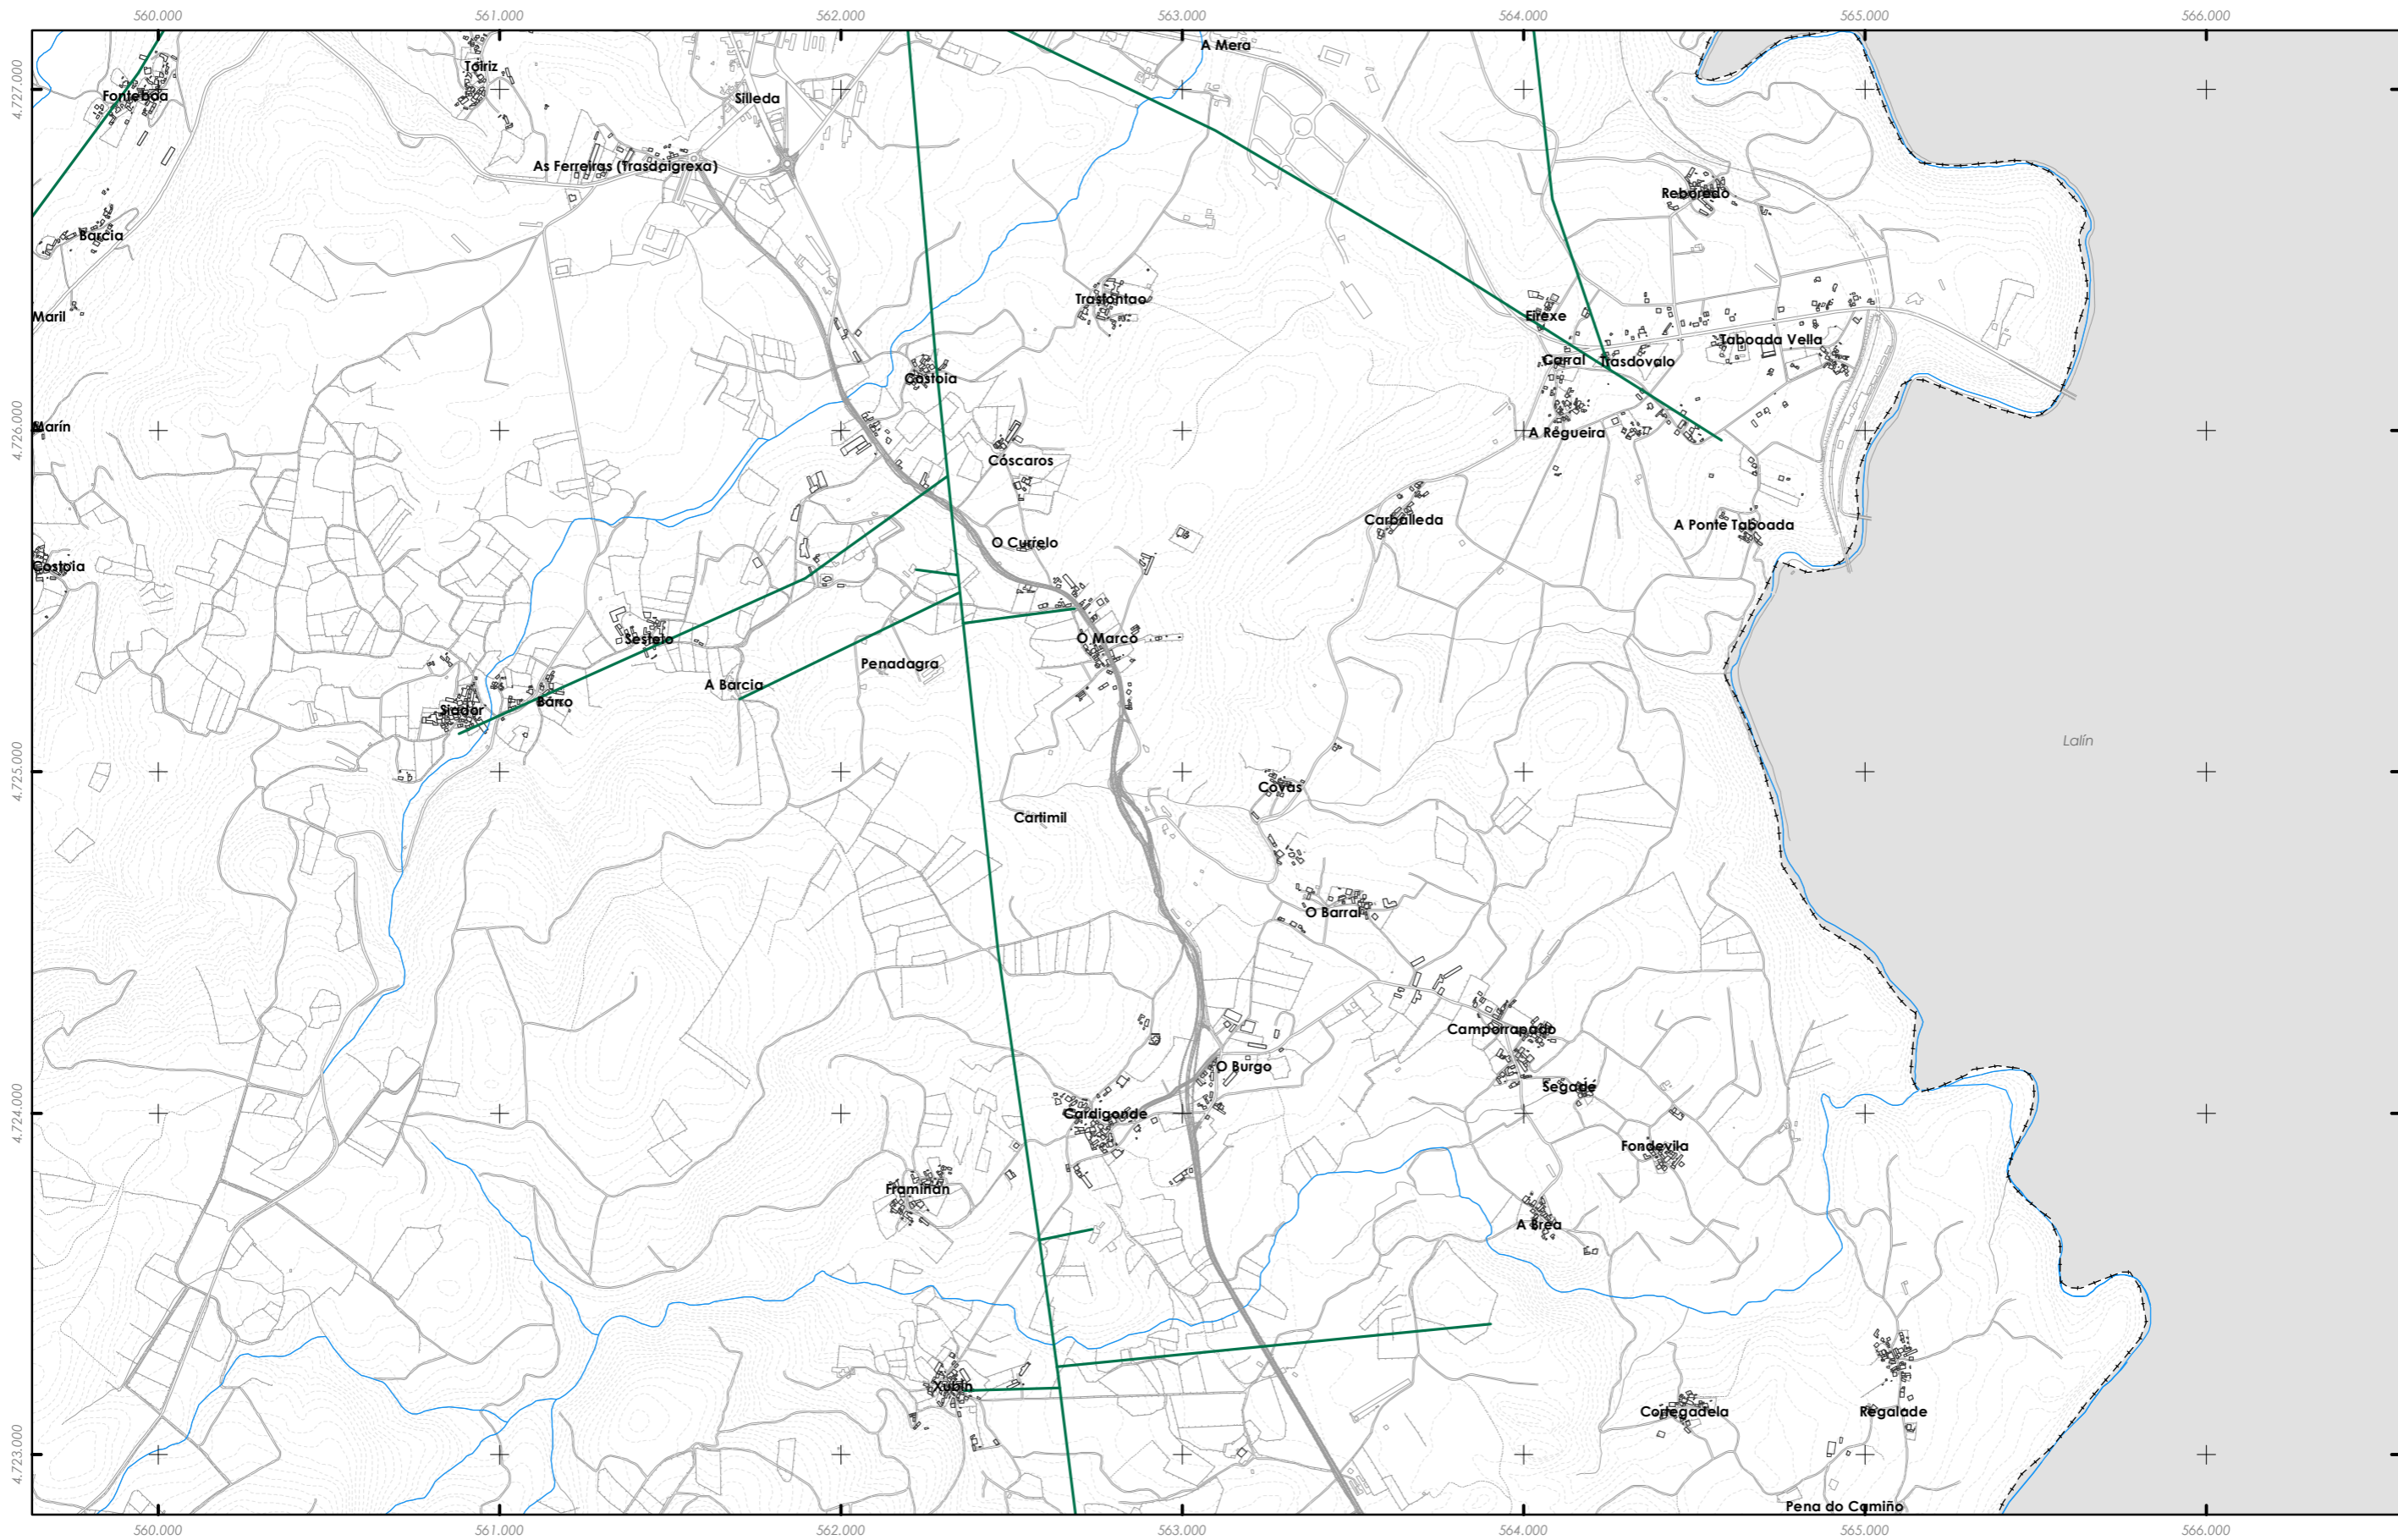 560.000 561.000 562.000 563.000 564.000 565.000 566.000
A Mera
4.727.000
Toiriz
Fonteboa
Silleda
As Ferreiras (Trasdaigrexa)
Reboredo
Barcia
Trasfontao
Maril
Eirexe
Taboada Vella
Carral
Trasdovalo
Costoia
4.726.000
Marín
A Regueira
Cóscaros
Carballeda
A Ponte Taboada
O Currelo
Costoia
Sestelo
O Marco
Penadagra
A Barcia
Barro
Siador
Lalín
4.725.000
Covas
Cartimil
O Barral
Camporrapado
O Burgo
Segade
4.724.000
Cardigonde
Fondevila
Framiñán
A Brea
Xubín
Cortegadela
Regalade
4.723.000
Pena do Camiño
560.000 561.000 562.000 563.000 564.000 565.000 566.000